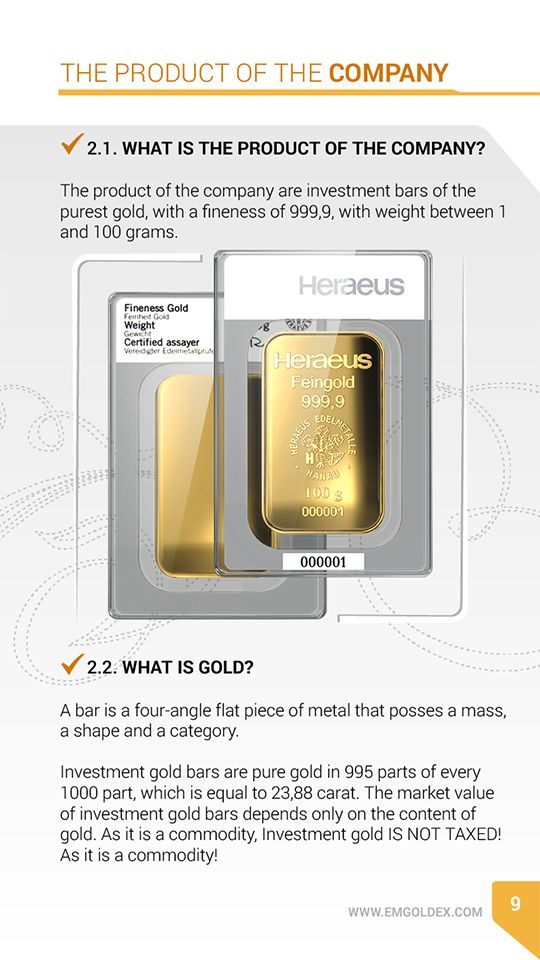 THE PRODUCT OF THE COMPANY
2.1. WHAT IS THE PRODUCT OF THE COMPANY?
The product of the company are investment bars of the
purest gold, with a fineness of 999,9, with weight between 1
and 100 grams.
Heraeus
Fineness Gold
Feinheit Gold
Weight
Gewicht
Certified assayer
Vereidigter Edelmetallprüfe
Heraeus
Feingold
999,9
HERAEUS EDELMETALLE
H
HANAU
100 g
000001
000001
2.2. WHAT IS GOLD?
A bar is a four-angle flat piece of metal that posses a mass,
a shape and a category.
Investment gold bars are pure gold in 995 parts of every
1000 part, which is equal to 23,88 carat. The market value
of investment gold bars depends only on the content of
gold. As it is a commodity, Investment gold IS NOT TAXED!
As it is a commodity!
WWW.EMGOLDEX.COM
9